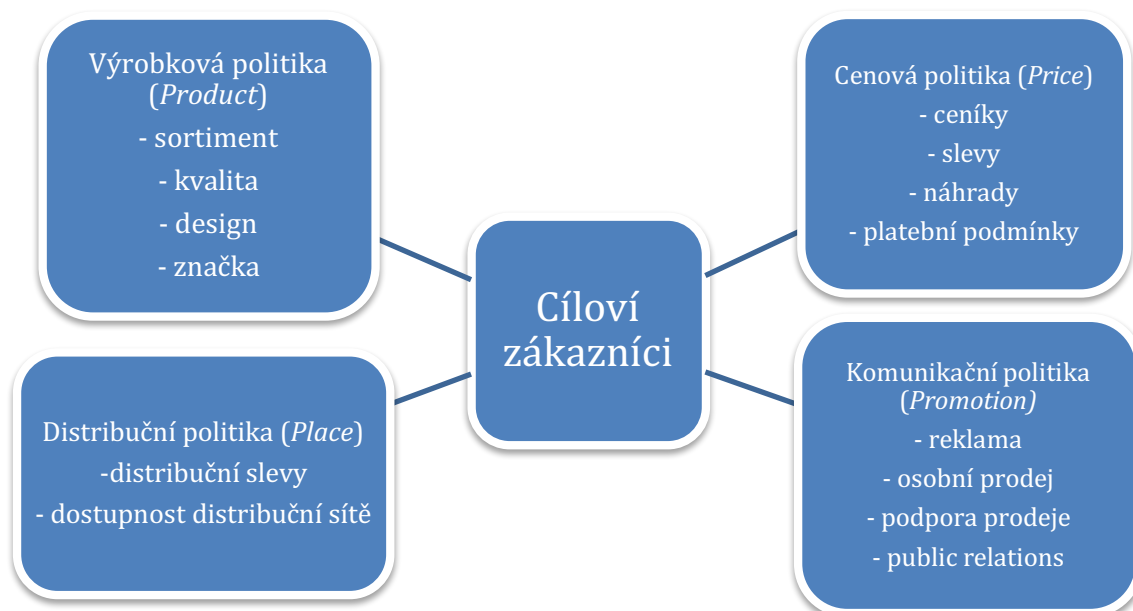 Výrobková politika
(Product)
- sortiment
- kvalita
- design
- značka
Cenová politika (Price)
- ceníky
- slevy
- náhrady
- platební podmínky
Cíloví
zákazníci
Distribuční politika (Place)
-distribuční slevy
- dostupnost distribuční sítě
Komunikační politika
(Promotion)
- reklama
- osobní prodej
- podpora prodeje
- public relations